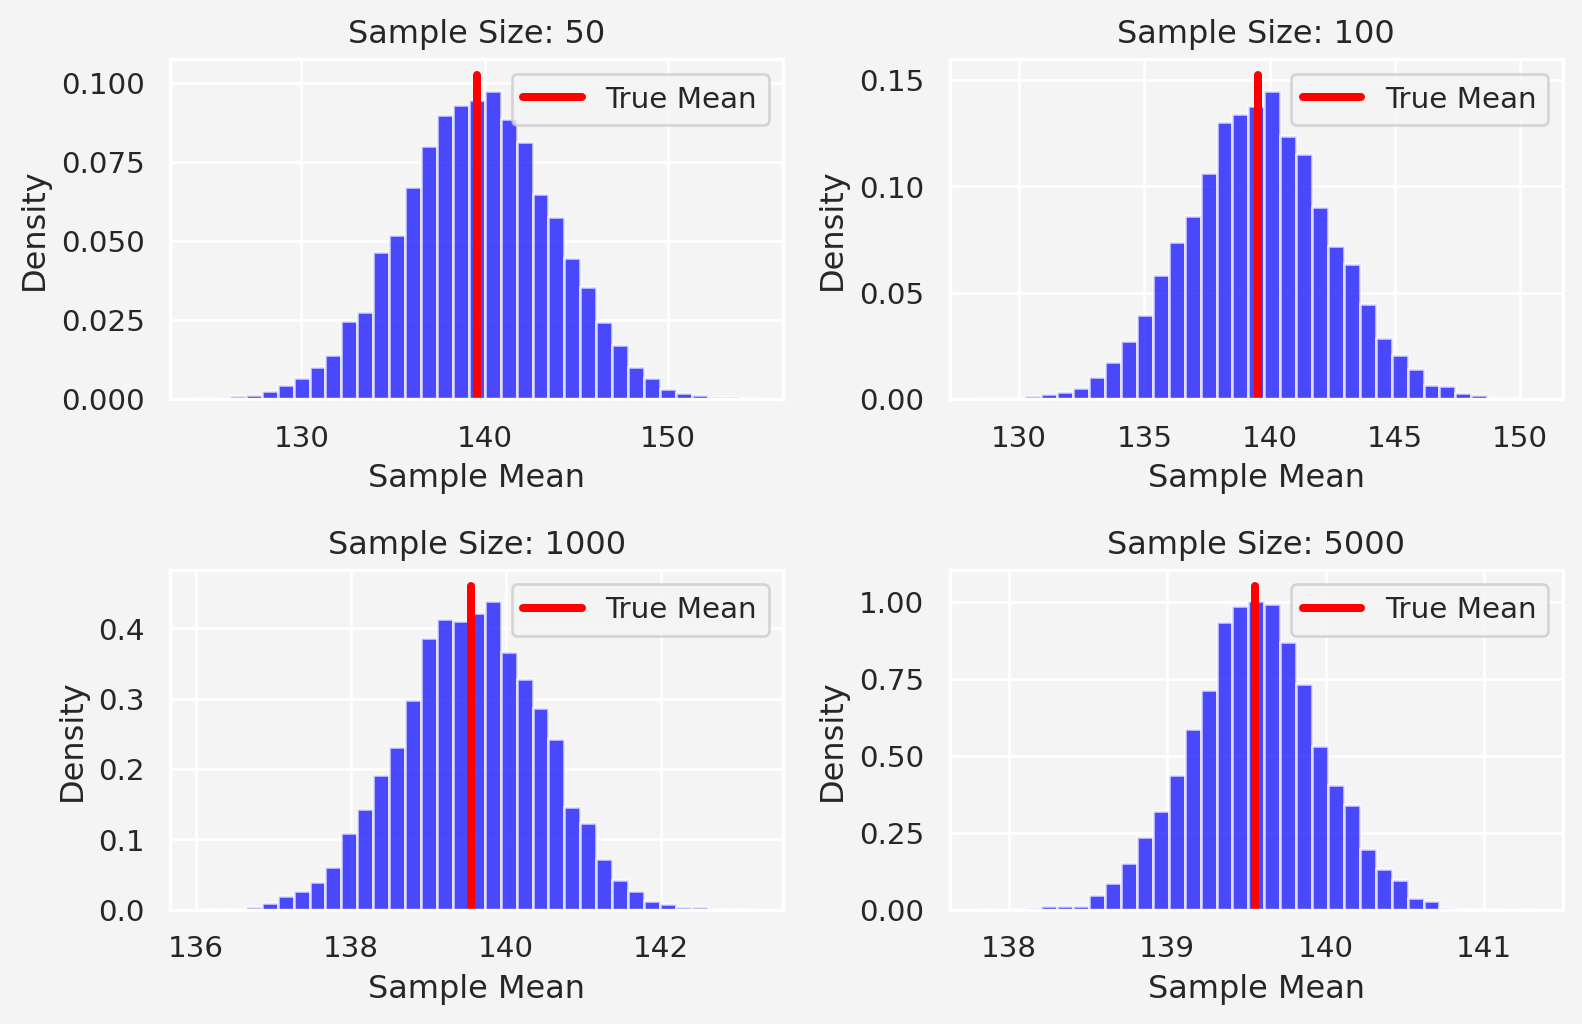 Sample Size: 50
True Mean
Density
0.100
0.075
0.050
0.025
0.000
130 140 150
Sample Mean
Sample Size: 100
True Mean
Density
0.15
0.10
0.05
0.00
130 135 140 145 150
Sample Mean
Sample Size: 1000
True Mean
Density
0.4
0.3
0.2
0.1
0.0
136 138 140 142
Sample Mean
Sample Size: 5000
True Mean
Density
1.00
0.75
0.50
0.25
0.00
138 139 140 141
Sample Mean